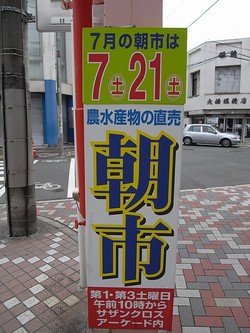 7月の朝市は
7土21土
農水産物の直売
朝市
第1・第3土曜日
午前10時から
サザンクロス
アーケード内